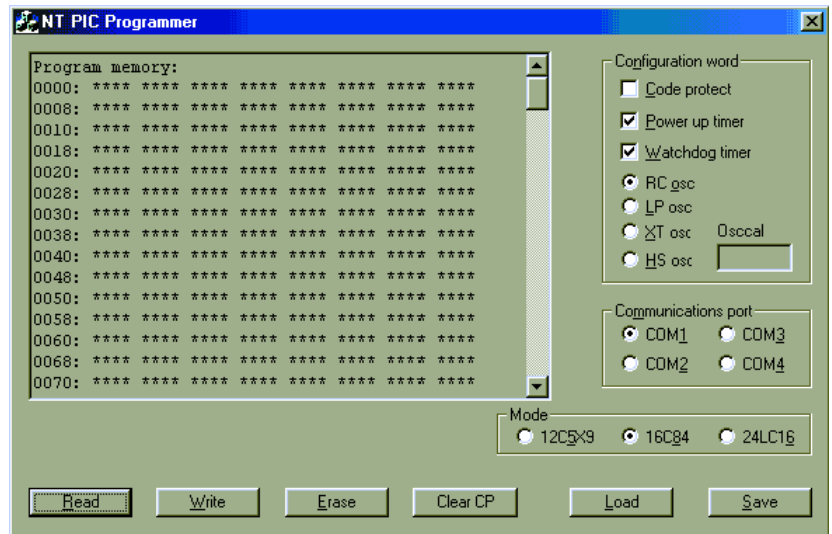 NT PIC Programmer
Program memory:
0000: **** **** **** **** **** **** **** ****
0008: **** **** **** **** **** **** **** ****
0010: **** **** **** **** **** **** **** ****
0018: **** **** **** **** **** **** **** ****
0020: **** **** **** **** **** **** **** ****
0028: **** **** **** **** **** **** **** ****
0030: **** **** **** **** **** **** **** ****
0038: **** **** **** **** **** **** **** ****
0040: **** **** **** **** **** **** **** ****
0048: **** **** **** **** **** **** **** ****
0050: **** **** **** **** **** **** **** ****
0058: **** **** **** **** **** **** **** ****
0060: **** **** **** **** **** **** **** ****
0068: **** **** **** **** **** **** **** ****
0070: **** **** **** **** **** **** **** ****
Configuration word
Code protect
Power up timer
Watchdog timer
RC osc
LP osc
XT osc Osccal
HS osc
Communications port
COM1 COM3
COM2 COM4
Mode
12C5X9 16C84 24LC16
Read Write Erase Clear CP Load Save